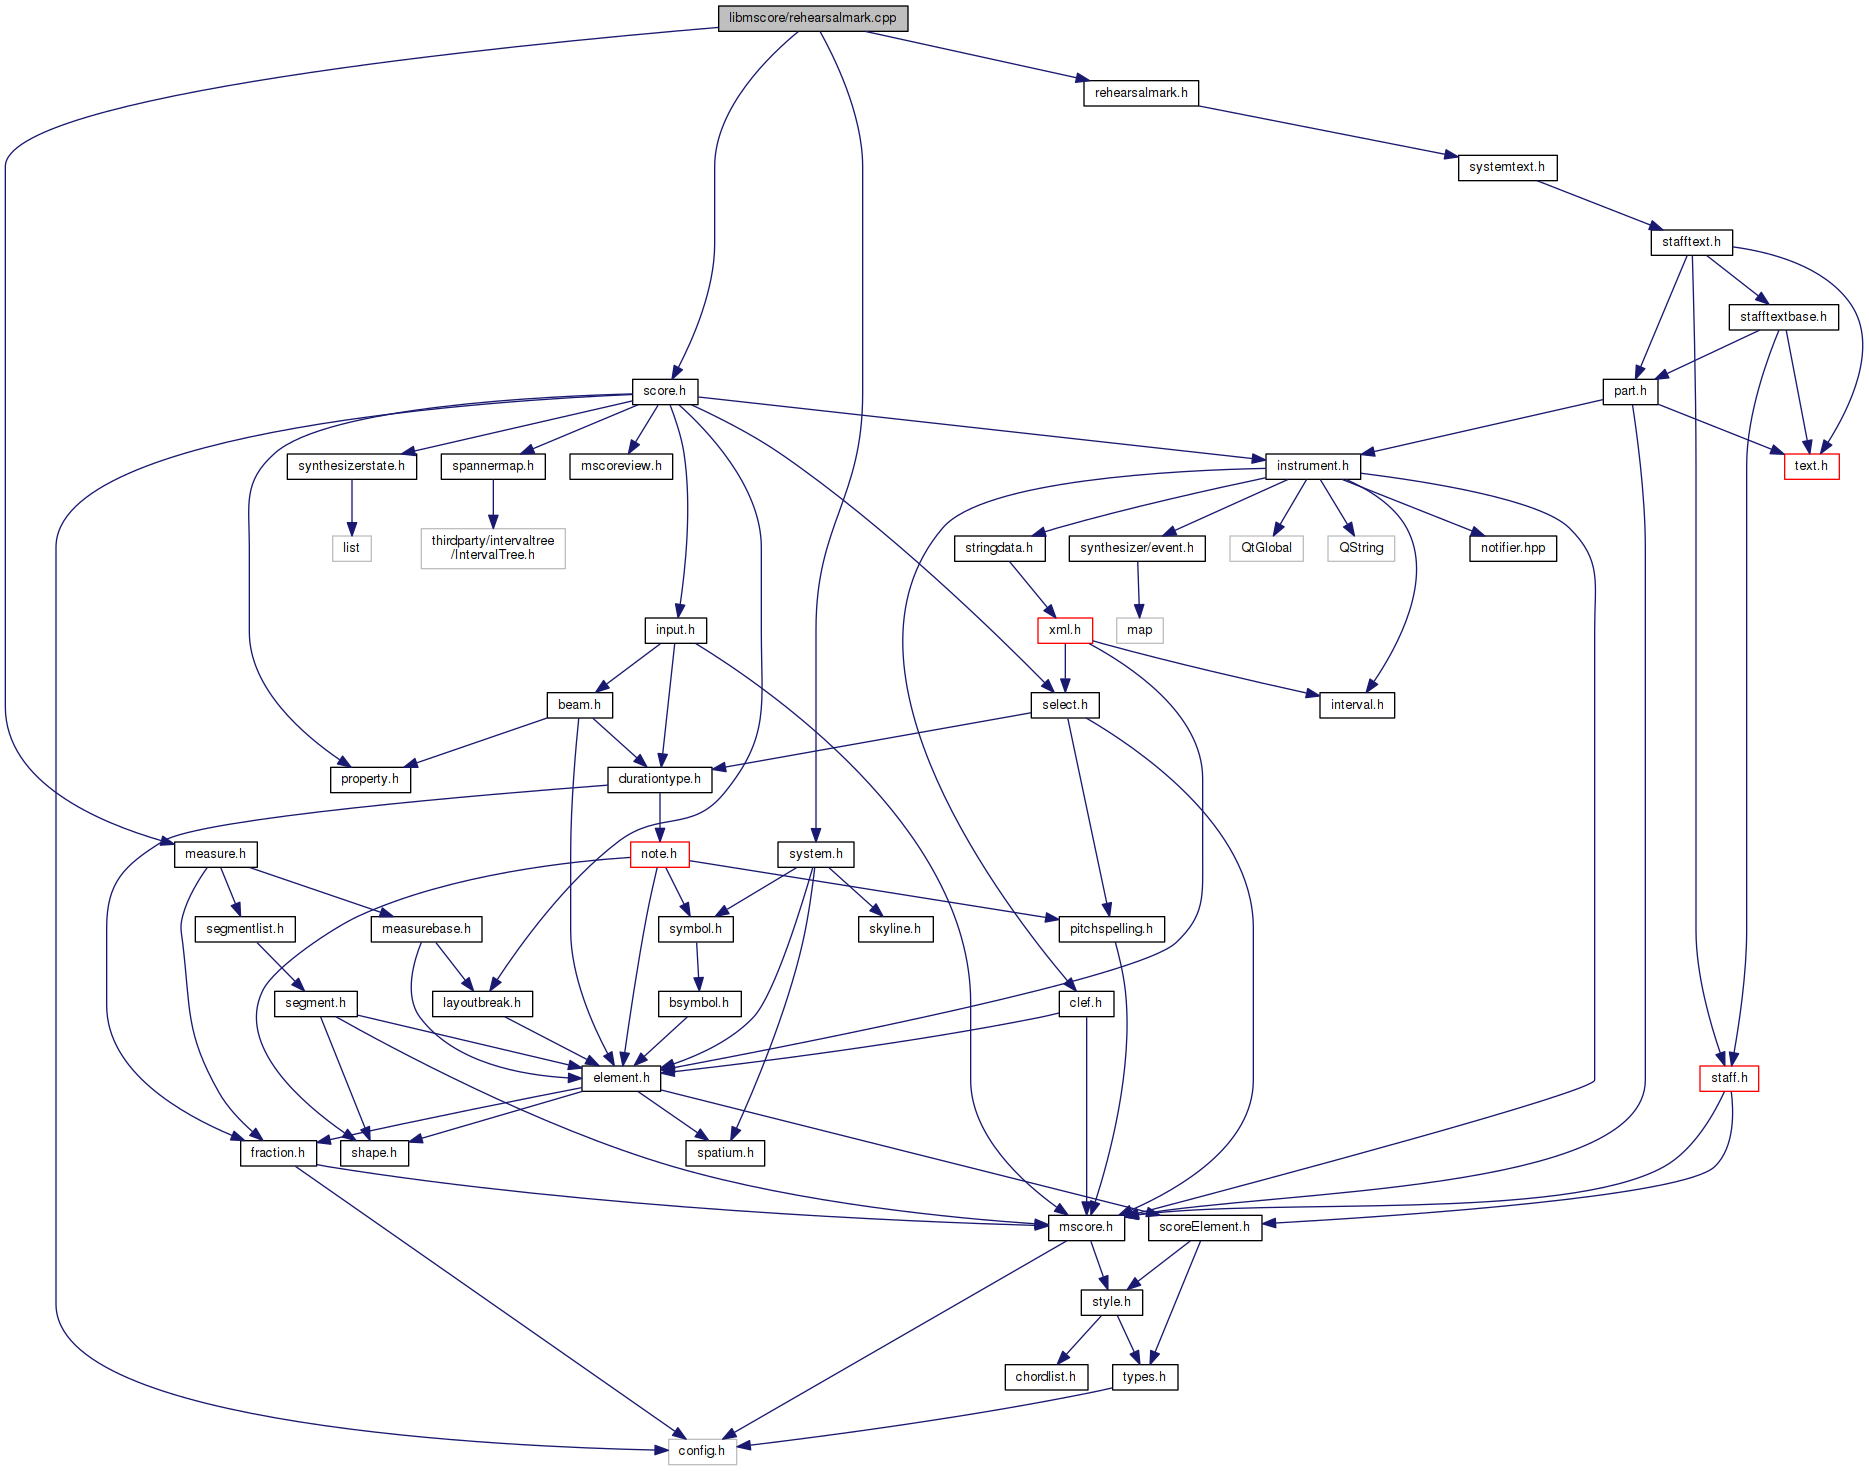 libmscore/rehearsalmark.cpp
rehearsalmark.h
systemtext.h
stafftext.h
stafftextbase.h
score.h
part.h
synthesizerstate.h
spannermap.h
mscoreview.h
instrument.h
text.h
list
thirdparty/intervaltree
/IntervalTree.h
stringdata.h
synthesizer/event.h
QtGlobal
QString
notifier.hpp
input.h
xml.h
map
beam.h
select.h
interval.h
property.h
durationtype.h
measure.h
note.h
system.h
segmentlist.h
measurebase.h
symbol.h
skyline.h
pitchspelling.h
segment.h
layoutbreak.h
bsymbol.h
clef.h
element.h
staff.h
fraction.h
shape.h
spatium.h
mscore.h
scoreElement.h
style.h
chordlist.h
types.h
config.h